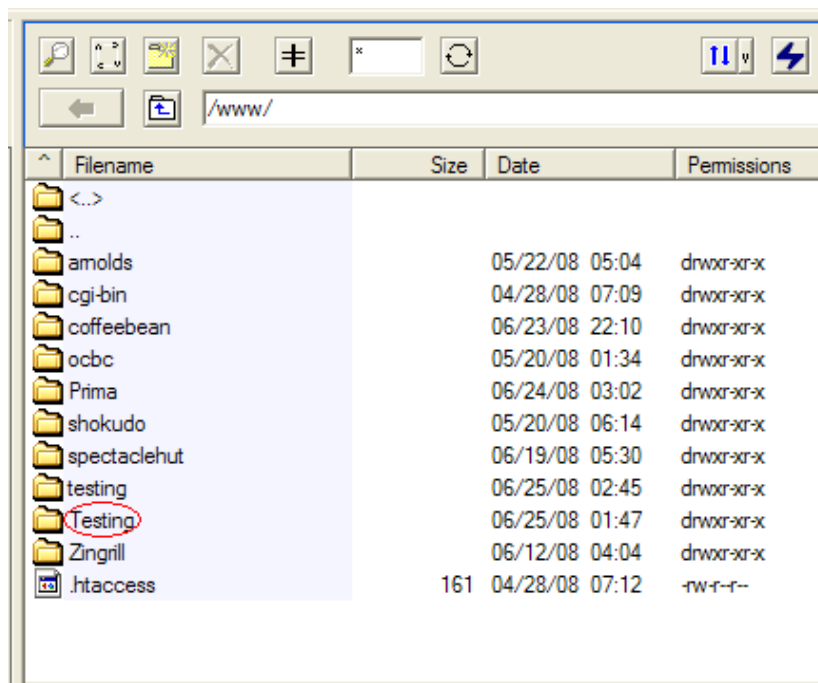 *
/www/
^ Filename Size Date Permissions
<..>
..
arnolds 05/22/08 05:04 drwxr-xr-x
cgi-bin 04/28/08 07:09 drwxr-xr-x
coffeebean 06/23/08 22:10 drwxr-xr-x
ocbc 05/20/08 01:34 drwxr-xr-x
Prima 06/24/08 03:02 drwxr-xr-x
shokudo 05/20/08 06:14 drwxr-xr-x
spectaclehut 06/19/08 05:30 drwxr-xr-x
testing 06/25/08 02:45 drwxr-xr-x
Testing 06/25/08 01:47 drwxr-xr-x
Zingrill 06/12/08 04:04 drwxr-xr-x
.htaccess 161 04/28/08 07:12 -rw-r--r--